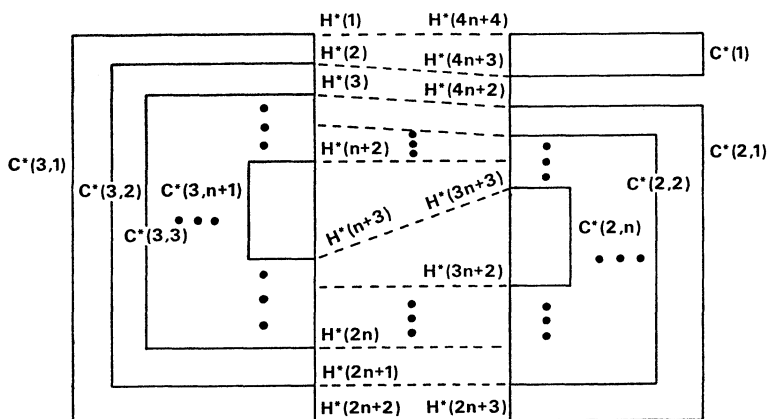 H*(1) H*(4n+4)
H*(2) H*(4n+3) C*(1)
H*(3) H*(4n+2)
H*(n+2)
C*(3,1) C*(2,1)
C*(3,2) C*(3,n+1) H*(3n+3) C*(2,2)
C*(3,3) H*(n+3) C*(2,n)
H*(3n+2)
H*(2n)
H*(2n+1)
H*(2n+2) H*(2n+3)